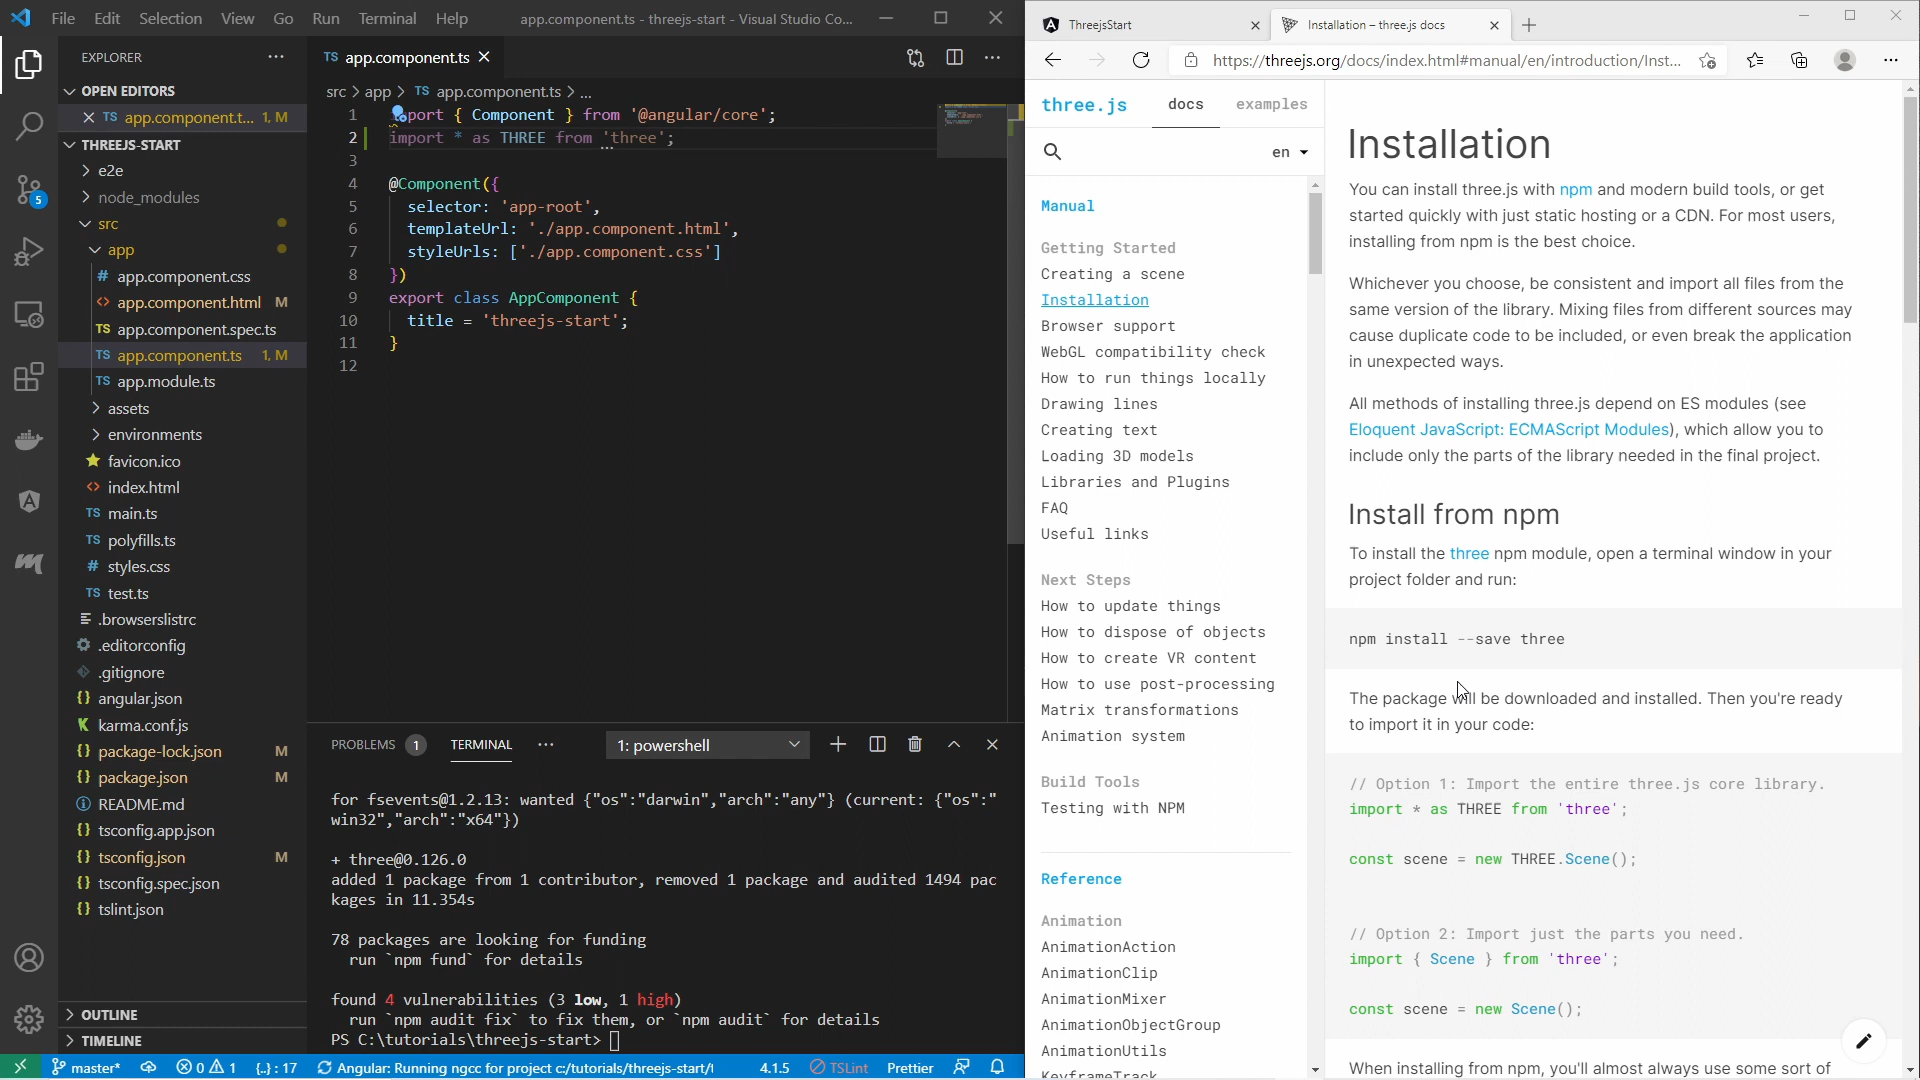 File Edit Selection View Go Run Terminal Help app.component.ts - threejs-start - Visual Studio Co...
EXPLORER
OPEN EDITORS
TS app.component.t... 1, M
THREEJS-START
e2e
node_modules
src
app
# app.component.css
<> app.component.html M
TS app.component.spec.ts
TS app.component.ts 1, M
TS app.module.ts
assets
environments
favicon.ico
<> index.html
TS main.ts
TS polyfills.ts
# styles.css
TS test.ts
.browserslistrc
.editorconfig
.gitignore
{} angular.json
K karma.conf.js
{} package-lock.json M
{} package.json M
README.md
{} tsconfig.app.json
{} tsconfig.json M
{} tsconfig.spec.json
{} tslint.json
OUTLINE
TIMELINE
5
TS app.component.ts
src > app > TS app.component.ts > ...
1 port { Component } from '@angular/core';
2 import * as THREE from 'three';
3
4 @Component({
5 selector: 'app-root',
6 templateUrl: './app.component.html',
7 styleUrls: ['./app.component.css']
8 })
9 export class AppComponent {
10 title = 'threejs-start';
11 }
12
PROBLEMS 1 TERMINAL ... 1: powershell
for fsevents@1.2.13: wanted {"os":"darwin","arch":"any"} (current: {"os":"
win32","arch":"x64"})
+ three@0.126.0
added 1 package from 1 contributor, removed 1 package and audited 1494 pac
kages in 11.354s
78 packages are looking for funding
run `npm fund` for details
found 4 vulnerabilities (3 low, 1 high)
run `npm audit fix` to fix them, or `npm audit` for details
PS C:\tutorials\threejs-start>
master* 0 1 {..} : 17 Angular: Running ngcc for project c:/tutorials/threejs-start/t 4.1.5 TSLint Prettier
ThreejsStart
Installation – three.js docs
https://threejs.org/docs/index.html#manual/en/introduction/Inst...
three.js docs examples
en
Manual
Getting Started
Creating a scene
Installation
Browser support
WebGL compatibility check
How to run things locally
Drawing lines
Creating text
Loading 3D models
Libraries and Plugins
FAQ
Useful links
Next Steps
How to update things
How to dispose of objects
How to create VR content
How to use post-processing
Matrix transformations
Animation system
Build Tools
Testing with NPM
Reference
Animation
AnimationAction
AnimationClip
AnimationMixer
AnimationObjectGroup
AnimationUtils
KeyframeTrack
Installation
You can install three.js with npm and modern build tools, or get
started quickly with just static hosting or a CDN. For most users,
installing from npm is the best choice.
Whichever you choose, be consistent and import all files from the
same version of the library. Mixing files from different sources may
cause duplicate code to be included, or even break the application
in unexpected ways.
All methods of installing three.js depend on ES modules (see
Eloquent JavaScript: ECMAScript Modules), which allow you to
include only the parts of the library needed in the final project.
Install from npm
To install the three npm module, open a terminal window in your
project folder and run:
npm install --save three
The package will be downloaded and installed. Then you're ready
to import it in your code:
// Option 1: Import the entire three.js core library.
import * as THREE from 'three';
const scene = new THREE.Scene();
// Option 2: Import just the parts you need.
import { Scene } from 'three';
const scene = new Scene();
When installing from npm, you'll almost always use some sort of